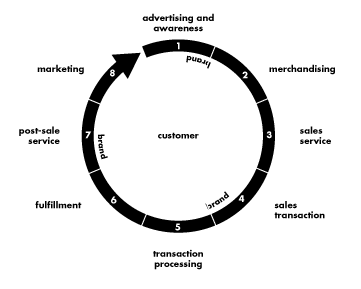 advertising and
awareness
1
brand
2
merchandising
3
sales
service
4
brand
sales
transaction
5
transaction
processing
6
fulfillment
7
brand
post-sale
service
8
marketing
customer